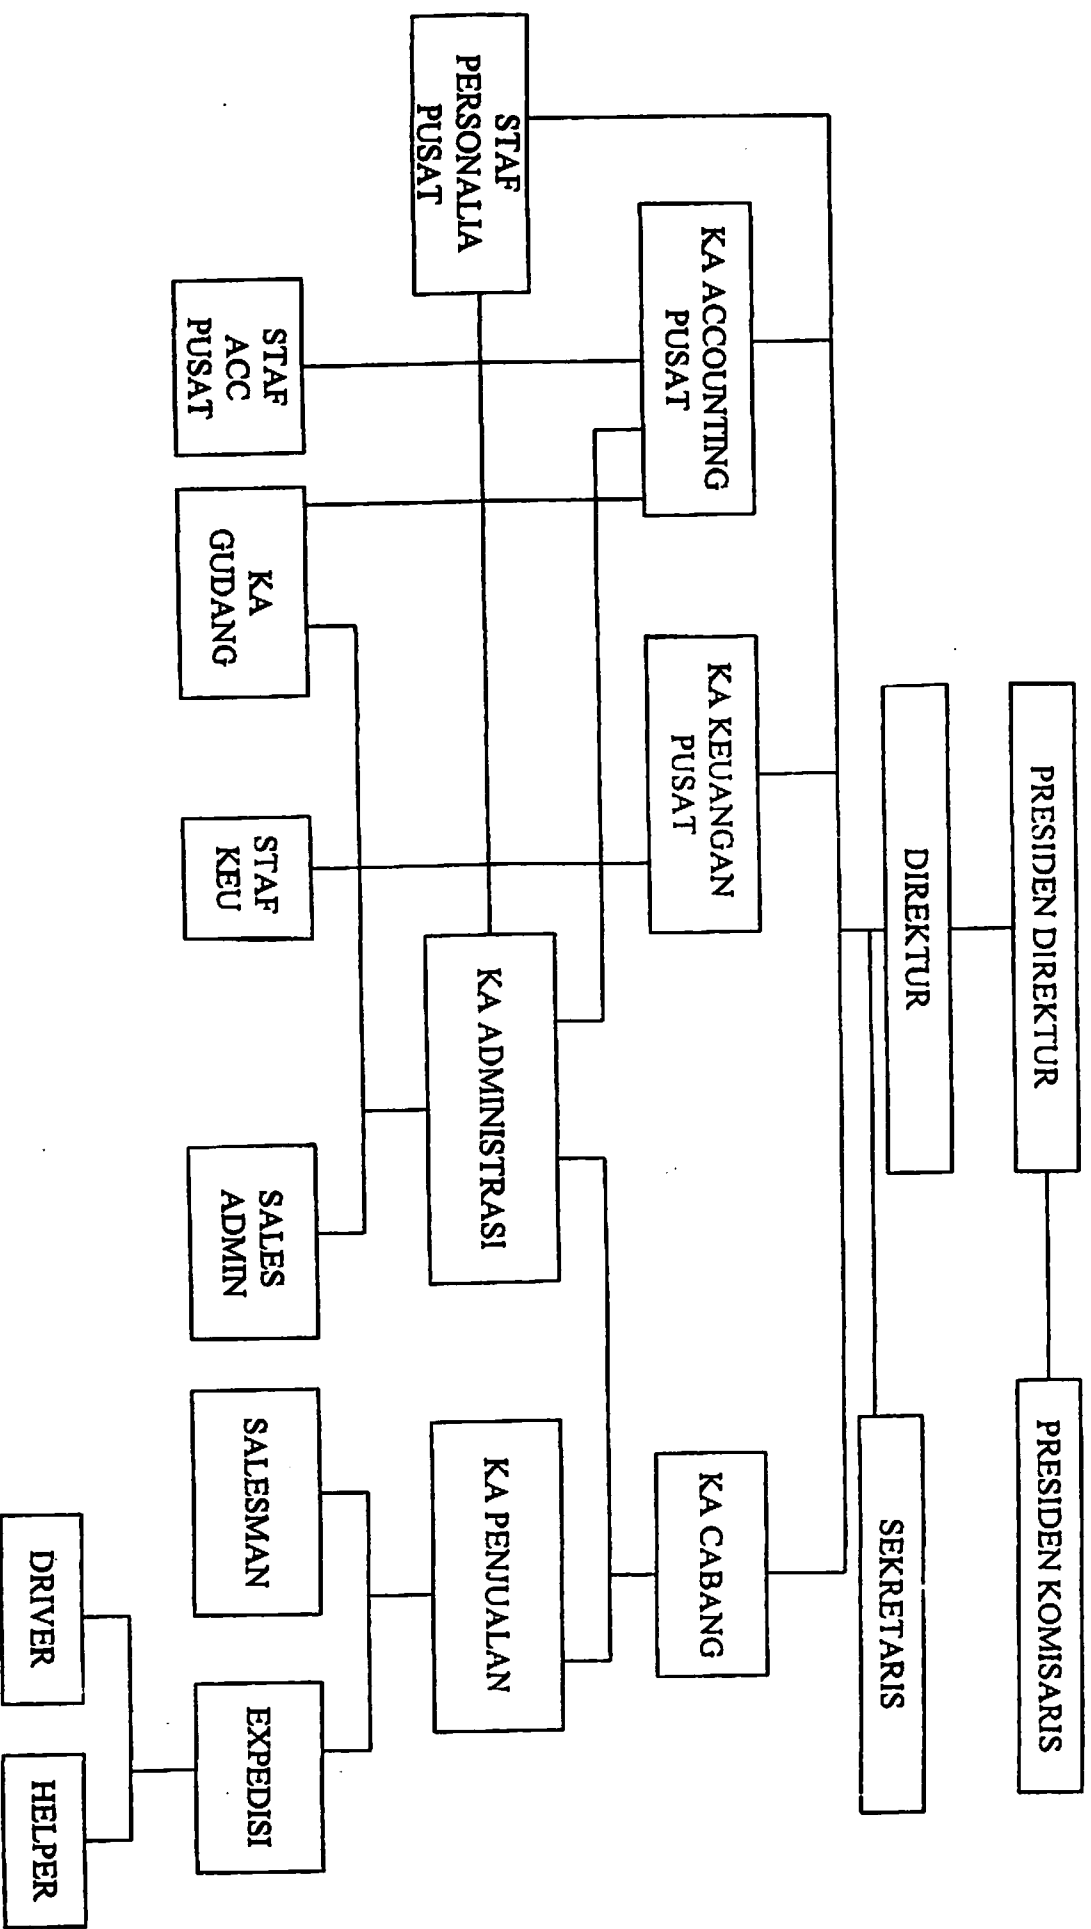 PRESIDEN DIREKTUR
PRESIDEN KOMISARIS
DIREKTUR
SEKRETARIS
KA ACCOUNTING
PUSAT
KA KEUANGAN
PUSAT
KA CABANG
STAF
PERSONALIA
PUSAT
KA ADMINISTRASI
KA PENJUALAN
STAF
ACC
PUSAT
KA
GUDANG
STAF
KEU
SALES
ADMIN
SALESMAN
EXPEDISI
DRIVER
HELPER